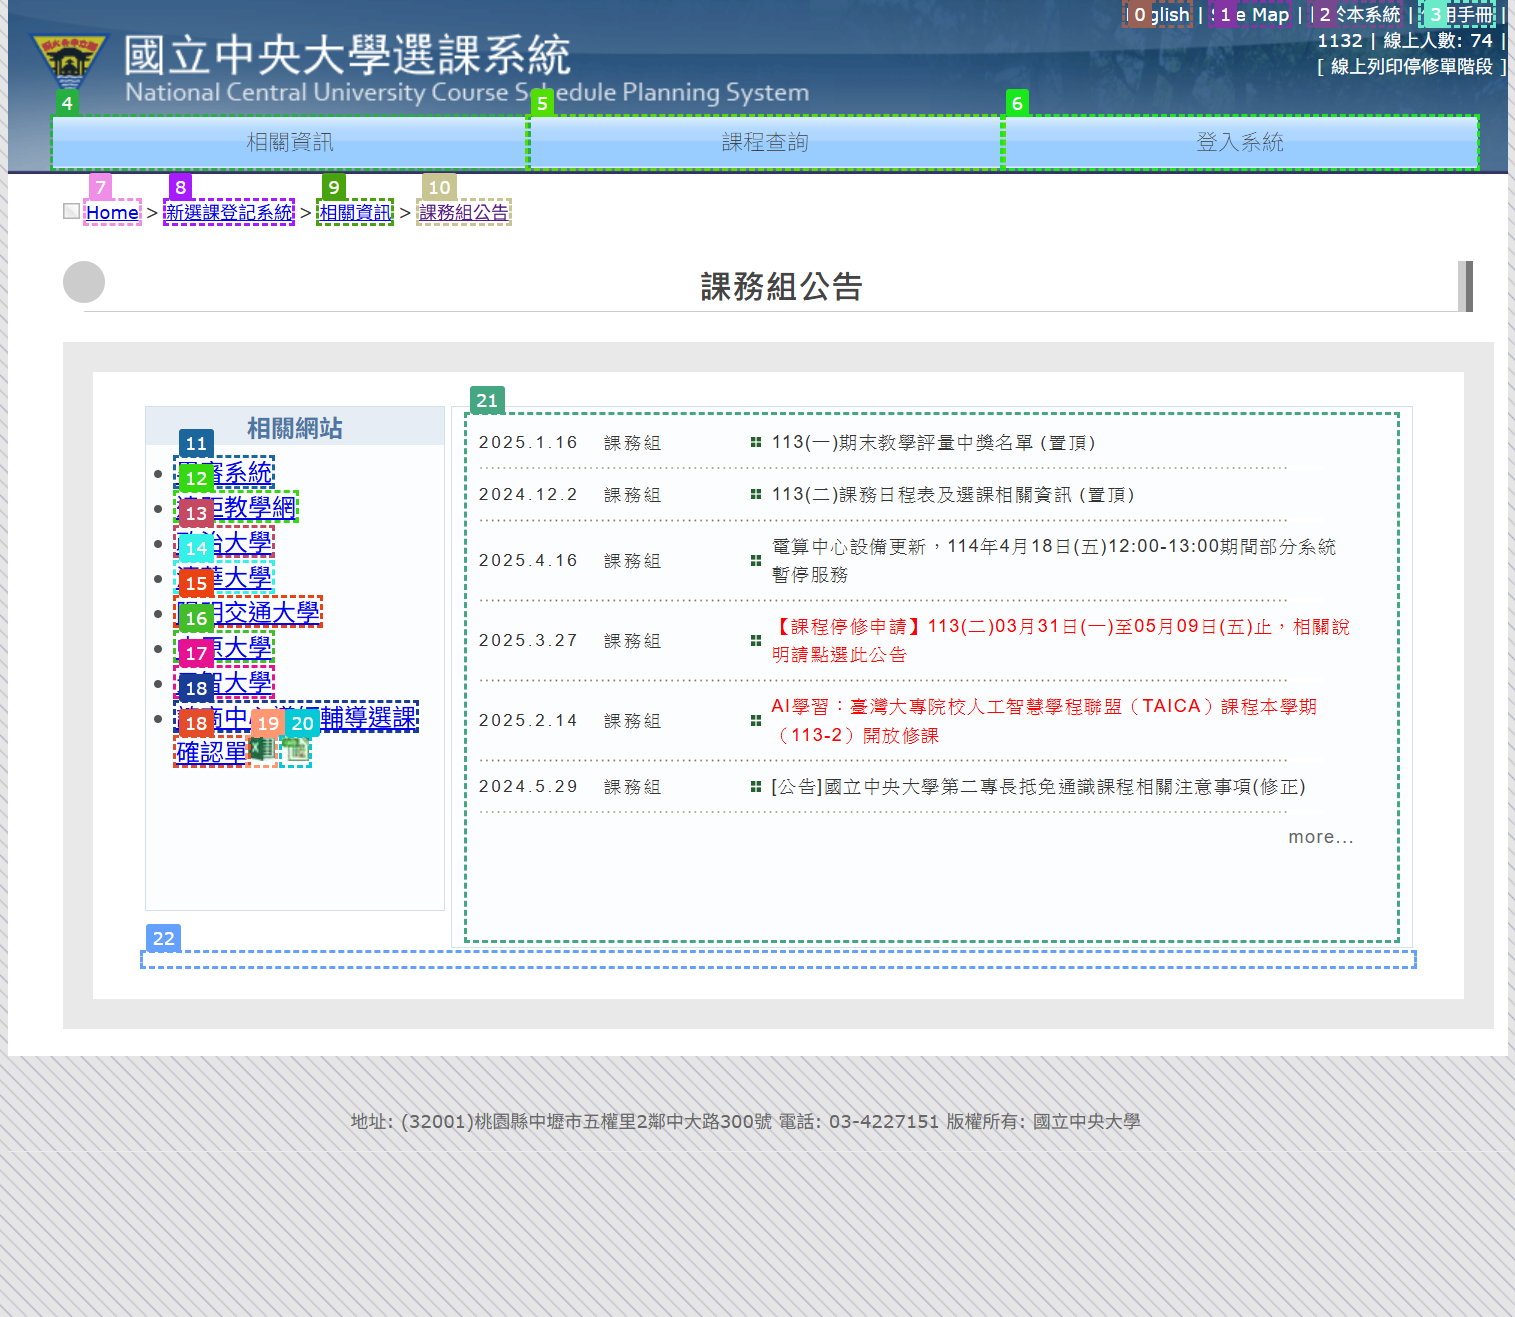 0 glish | 1 e Map | 2 於本系統 | 3 用手冊 |
1132 | 線上人數: 74 |
[ 線上列印停修單階段 ]
國立中央大學選課系統
National Central University Course Schedule Planning System
4 5 6
相關資訊 課程查詢 登入系統
7 8 9 10
Home > 新選課登記系統 > 相關資訊 > 課務組公告
課務組公告
相關網站
11
系統
12
教學網
13
大學
14
大學
15
交通大學
16
大學
17
大學
18
輔導選課
18 19 20
確認單
21
2025.1.16 課務組 113(一)期末教學評量中獎名單 (置頂)
2024.12.2 課務組 113(二)課務日程表及選課相關資訊 (置頂)
2025.4.16 課務組 電算中心設備更新，114年4月18日(五)12:00-13:00期間部分系統
暫停服務
2025.3.27 課務組 【課程停修申請】113(二)03月31日(一)至05月09日(五)止，相關說
明請點選此公告
2025.2.14 課務組 AI學習：臺灣大專院校人工智慧學程聯盟（TAICA）課程本學期
（113-2）開放修課
2024.5.29 課務組 [公告]國立中央大學第二專長抵免通識課程相關注意事項(修正)
more...
22
地址: (32001)桃園縣中壢市五權里2鄰中大路300號 電話: 03-4227151 版權所有: 國立中央大學